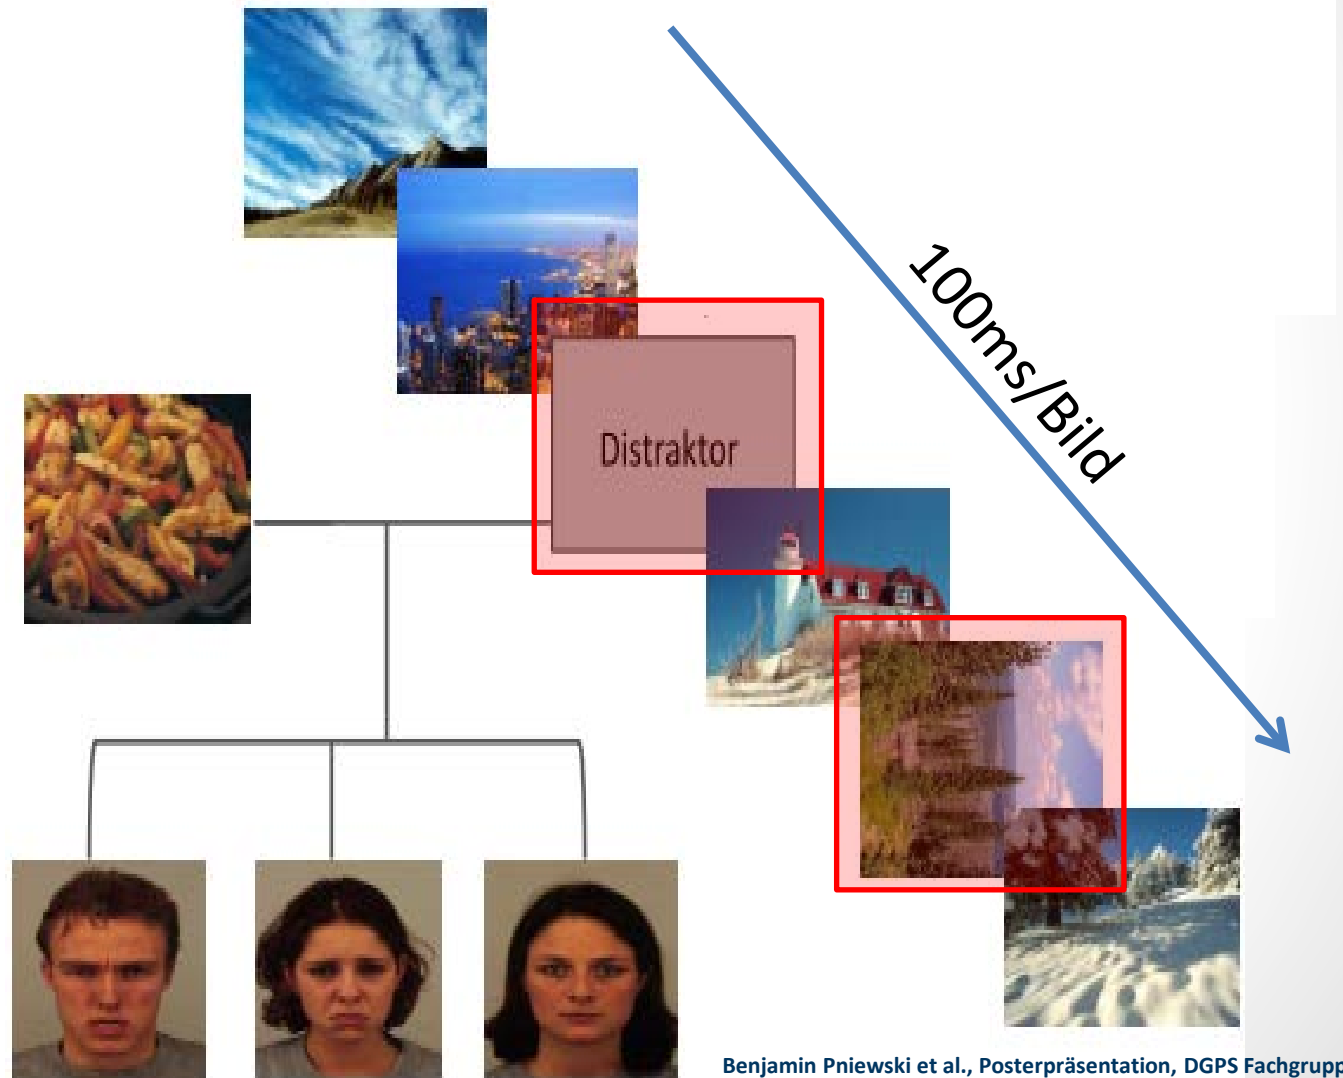 100ms/Bild
Distraktor
Benjamin Pniewski et al., Posterpräsentation, DGPS Fachgrupp